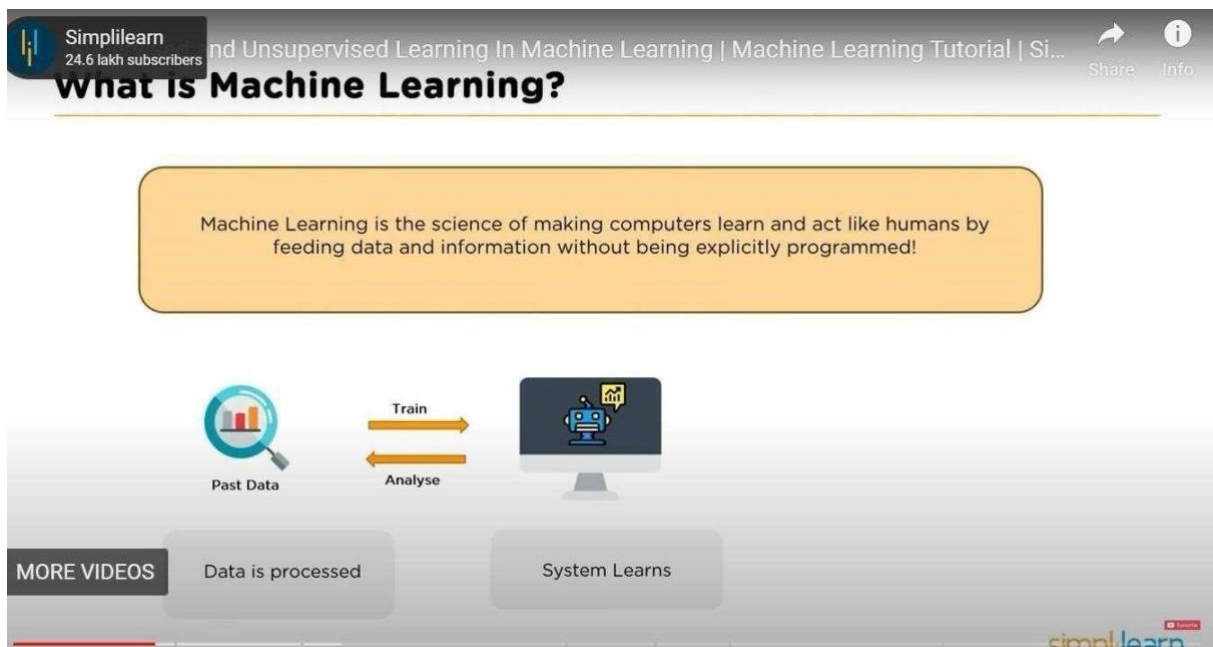 Simplilearn
24.6 lakh subscribers
nd Unsupervised Learning In Machine Learning | Machine Learning Tutorial | Si...
Share
Info
What is Machine Learning?
Machine Learning is the science of making computers learn and act like humans by
feeding data and information without being explicitly programmed!
Train
Past Data
Analyse
MORE VIDEOS
Data is processed
System Learns
simplilearn